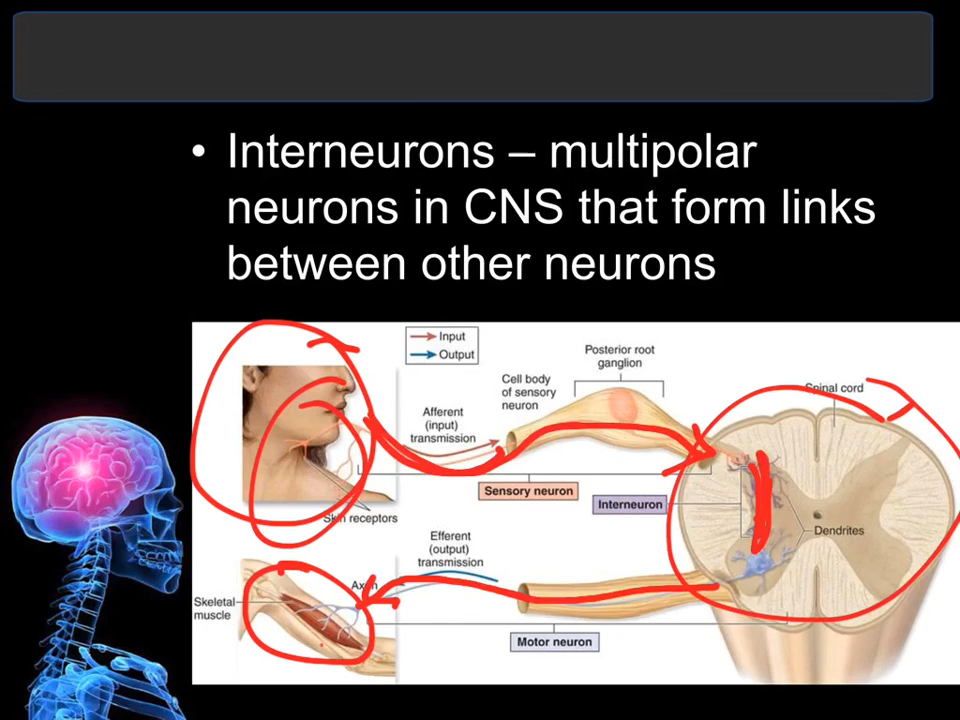 • Interneurons – multipolar
neurons in CNS that form links
between other neurons
Input
Output
Posterior root
ganglion
Cell body
of sensory
neuron
Spinal cord
Afferent
(input)
transmission
Sensory neuron
Interneuron
Skin receptors
Dendrites
Efferent
(output)
transmission
Axon
Skeletal
muscle
Motor neuron